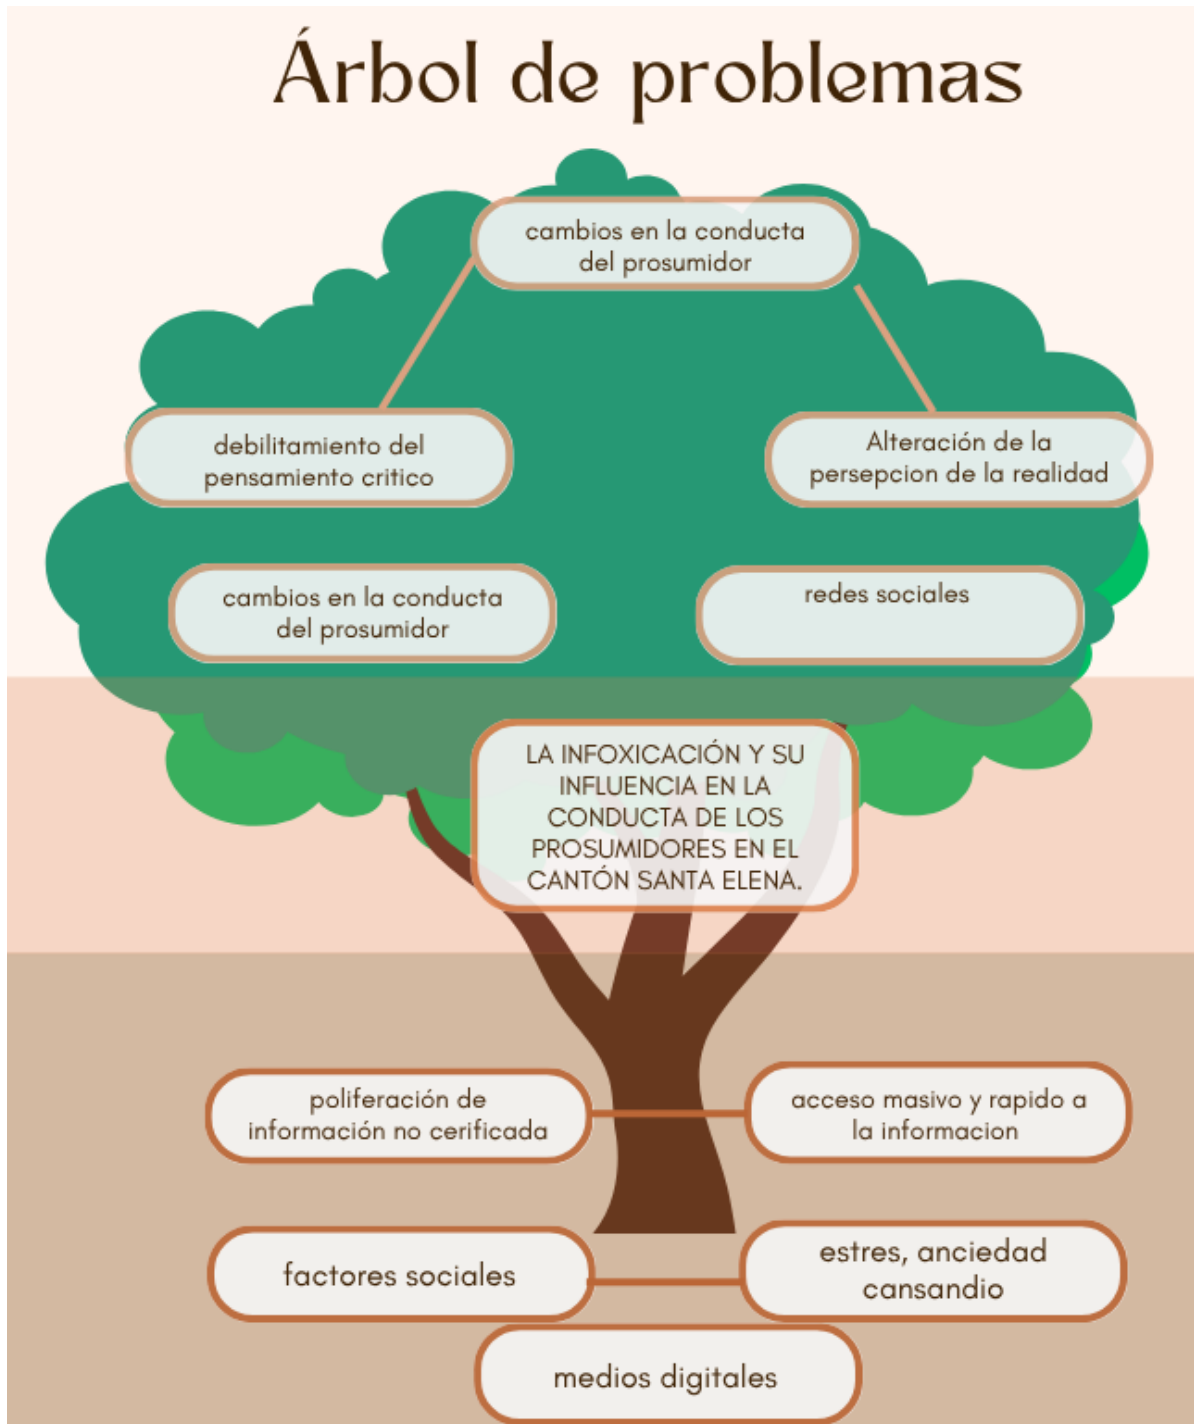 Árbol de problemas
cambios en la conducta
del prosumidor
debilitamiento del
pensamiento critico
Alteración de la
persepcion de la realidad
cambios en la conducta
del prosumidor
redes sociales
LA INFOXICACIÓN Y SU
INFLUENCIA EN LA
CONDUCTA DE LOS
PROSUMIDORES EN EL
CANTÓN SANTA ELENA.
poliferación de
información no cerificada
acceso masivo y rapido a
la informacion
factores sociales
estres, anciedad
cansandio
medios digitales